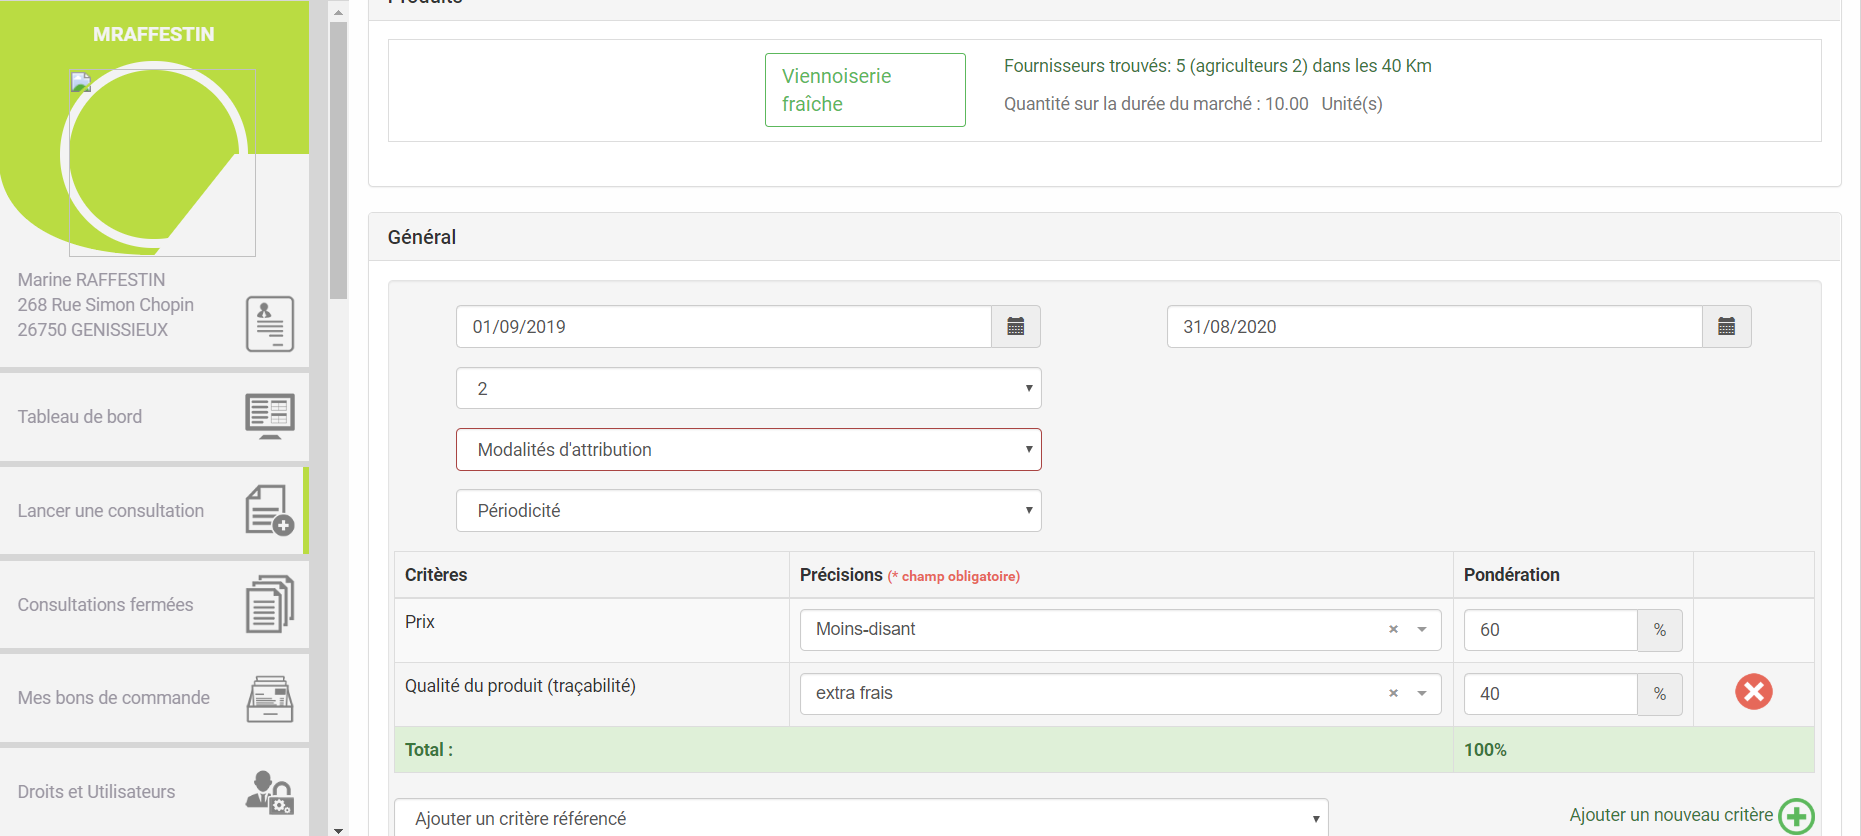 MRAFFESTIN
Marine RAFFESTIN
268 Rue Simon Chopin
26750 GENISSIEUX
Tableau de bord
Lancer une consultation
Consultations fermées
Mes bons de commande
Droits et Utilisateurs
Produits
Viennoiserie
fraîche
Fournisseurs trouvés: 5 (agriculteurs 2) dans les 40 Km
Quantité sur la durée du marché : 10.00 Unité(s)
Général
01/09/2019
31/08/2020
2
Modalités d'attribution
Périodicité
Critères Précisions (* champ obligatoire) Pondération
Prix Moins-disant × 60 %
Qualité du produit (traçabilité) extra frais × 40 %
Total : 100%
Ajouter un critère référencé
Ajouter un nouveau critère